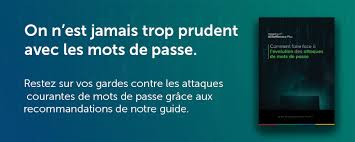 On n'est jamais trop prudent
avec les mots de passe.
Restez sur vos gardes contre les attaques
courantes de mots de passe grâce aux
recommandations de notre guide.
Comment faire face à
l'évolution des attaques
de mots de passe